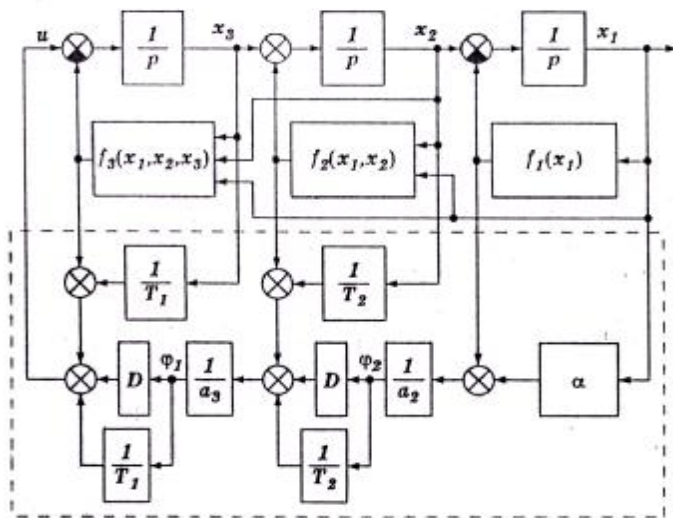 u 1/p x₃ 1/p x₂ 1/p x₁
f₃(x₁,x₂,x₃) f₂(x₁,x₂) f₁(x₁)
1/T₁ 1/T₂
D φ₁ 1/a₃ D φ₂ 1/a₂ α
1/T₁ 1/T₂